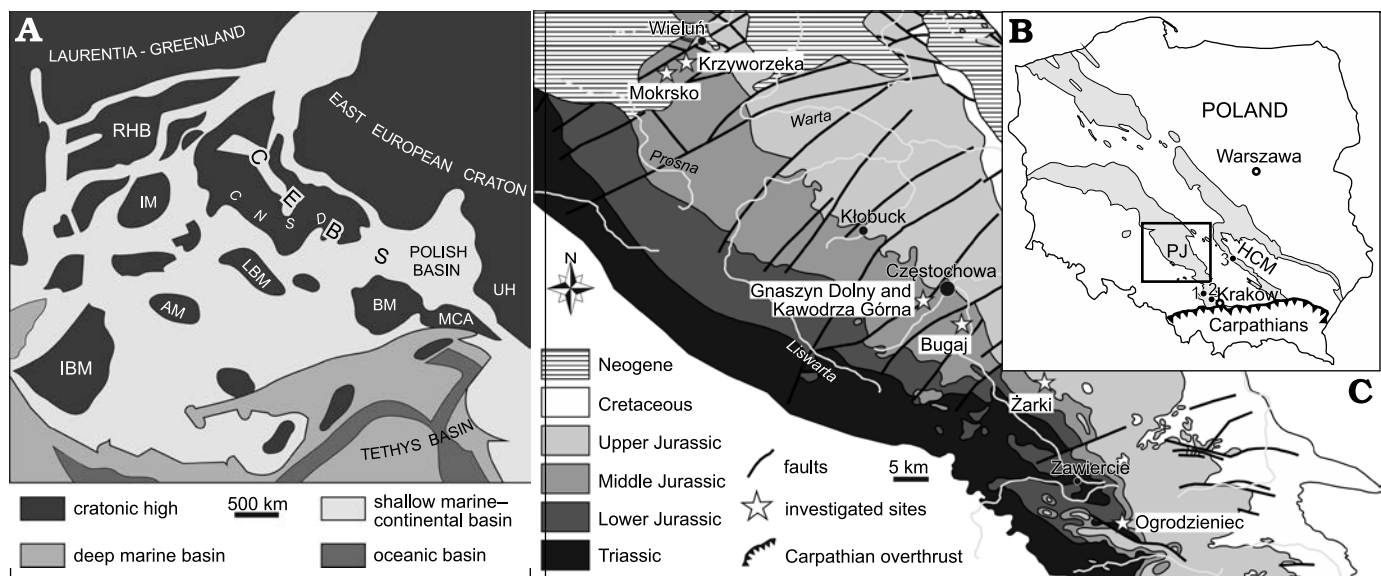 A
LAURENTIA - GREENLAND
EAST EUROPEAN CRATON
RHB
IM
C
E
B
S
C N S D
LBM
AM
IBM
BM
MCA
UH
POLISH
BASIN
TETHYS BASIN
cratonic high
500 km
shallow marine–
continental basin
deep marine basin
oceanic basin
Wieluń
Krzyworzeka
Mokrsko
Warta
Prosna
Kłobuck
Częstochowa
Gnaszyn Dolny and
Kawodrza Górna
Bugaj
Liswarta
Żarki
Zawiercie
Ogrodzieniec
N
Neogene
Cretaceous
Upper Jurassic
Middle Jurassic
Lower Jurassic
Triassic
faults
5 km
investigated sites
Carpathian overthrust
C
B
POLAND
Warszawa
PJ
HCM
3
1
2
Kraków
Carpathians